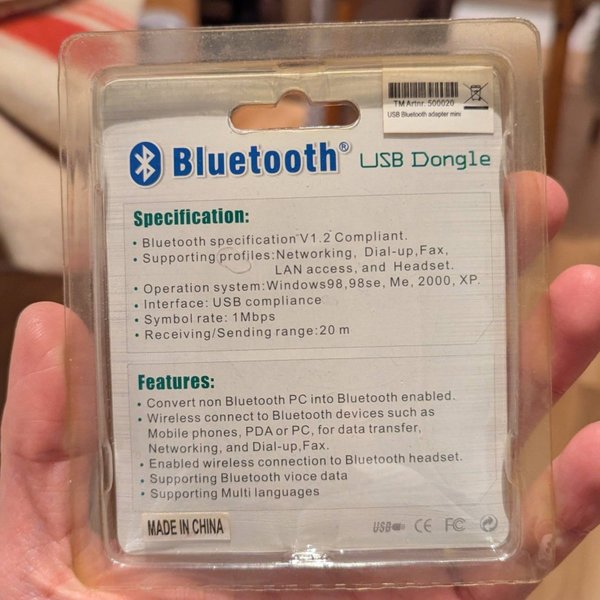 TM Artnr. 500020
USB Bluetooth adapter mini
Bluetooth® USB Dongle
Specification:
• Bluetooth specification V1.2 Compliant.
• Supporting profiles:Networking, Dial-up,Fax,
LAN access, and Headset.
• Operation system:Windows98,98se, Me, 2000, XP.
• Interface: USB compliance
• Symbol rate: 1Mbps
• Receiving/Sending range:20 m
Features:
• Convert non Bluetooth PC into Bluetooth enabled.
• Wireless connect to Bluetooth devices such as
Mobile phones, PDA or PC, for data transfer,
Networking, and Dial-up,Fax.
• Enabled wireless connection to Bluetooth headset.
• Supporting Bluetooth vioce data
• Supporting Multi languages
MADE IN CHINA
USB CE FC